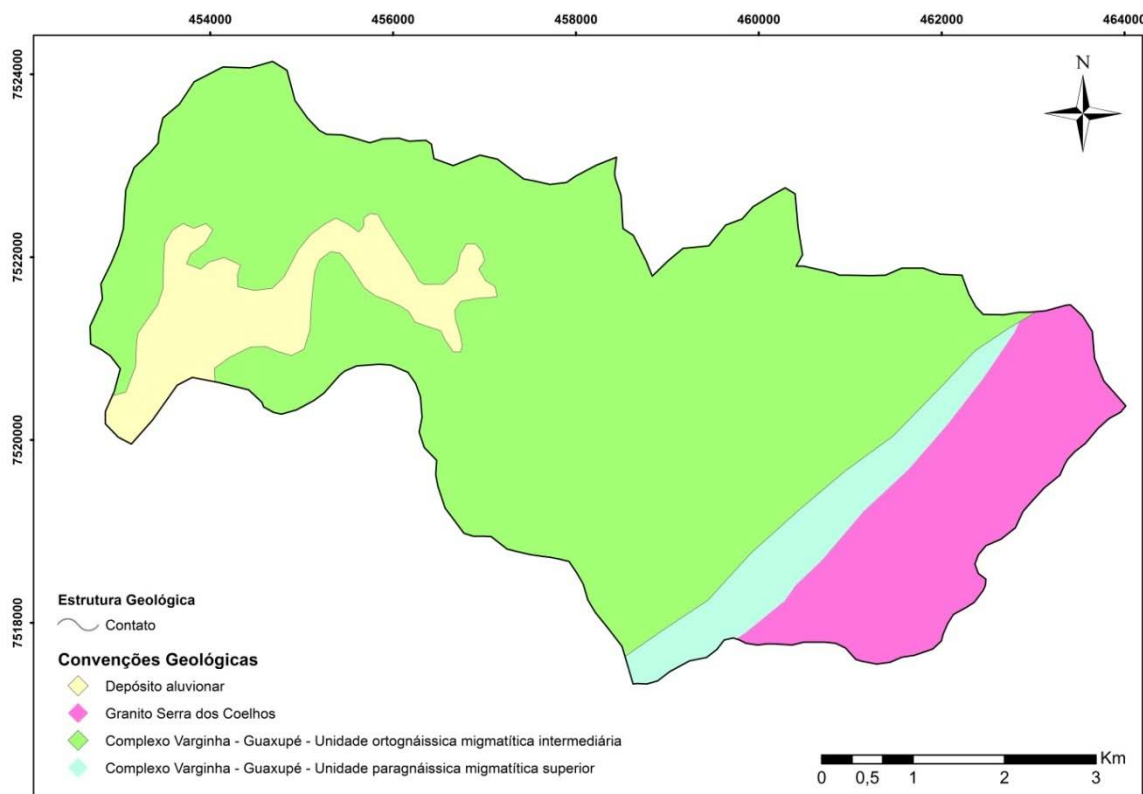 454000 456000 458000 460000 462000 464000
7524000
7522000
7520000
7518000
N
Estrutura Geológica
Contato
Convenções Geológicas
Depósito aluvionar
Granito Serra dos Coelhos
Complexo Varginha - Guaxupé - Unidade ortognáissica migmatítica intermediária
Complexo Varginha - Guaxupé - Unidade paragnáissica migmatítica superior
Km
0 0,5 1 2 3